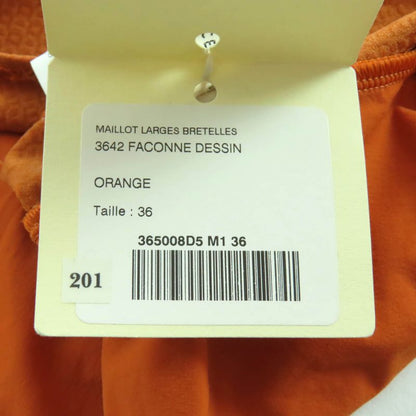 MAILLOT LARGES BRETELLES
3642 FACONNE DESSIN
ORANGE
Taille : 36
365008D5 M1 36
201